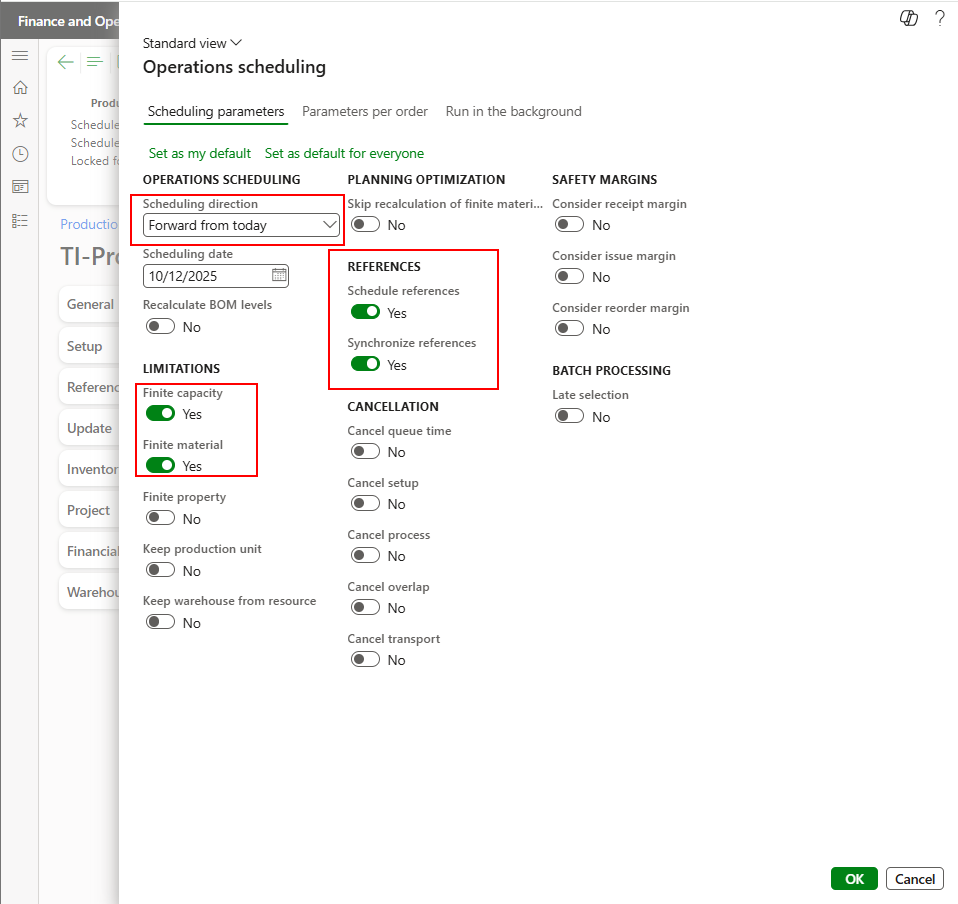 Finance and Ope
?
Standard view
Operations scheduling
Scheduling parameters
Parameters per order
Run in the background
Set as my default
Set as default for everyone
OPERATIONS SCHEDULING
Scheduling direction
Forward from today
Scheduling date
10/12/2025
Recalculate BOM levels
No
LIMITATIONS
Finite capacity
Yes
Finite material
Yes
Finite property
No
Keep production unit
No
Keep warehouse from resource
No
PLANNING OPTIMIZATION
Skip recalculation of finite materi...
No
REFERENCES
Schedule references
Yes
Synchronize references
Yes
CANCELLATION
Cancel queue time
No
Cancel setup
No
Cancel process
No
Cancel overlap
No
Cancel transport
No
SAFETY MARGINS
Consider receipt margin
No
Consider issue margin
No
Consider reorder margin
No
BATCH PROCESSING
Late selection
No
Produ
Schedule
Schedule
Locked fo
Productio
TI-Pro
General
Setup
Referenc
Update
Inventor
Project
Financial
Warehou
OK
Cancel